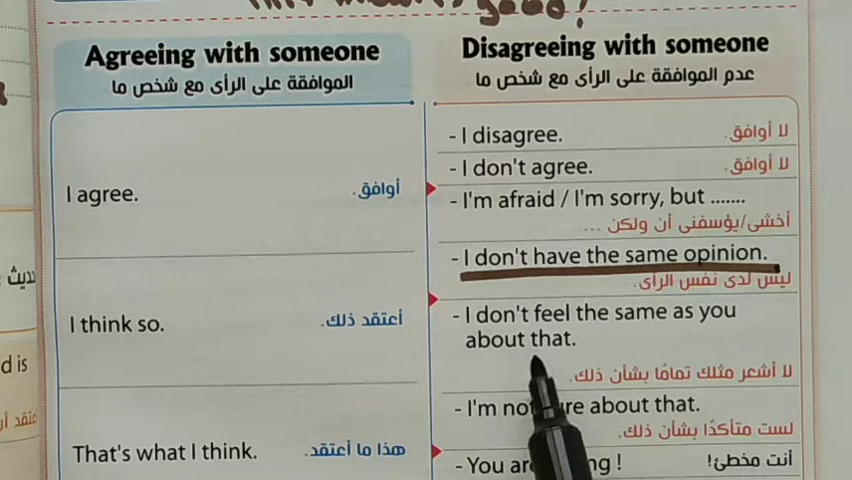 good!
Agreeing with someone
الموافقة على الرأى مع شخص ما
I agree. أوافق.
I think so. أعتقد ذلك.
That's what I think. هذا ما أعتقد.
Disagreeing with someone
عدم الموافقة على الرأى مع شخص ما
- I disagree. لا أوافق.
- I don't agree. لا أوافق.
- I'm afraid / I'm sorry, but .......
أخشى/يؤسفنى أن ولكن ...
- I don't have the same opinion.
ليس لدى نفس الرأى.
- I don't feel the same as you
about that.
لا أشعر مثلك تمامًا بشأن ذلك.
- I'm about that.
لست متأكدًا بشأن ذلك.
- You أنت مخطئ!
d is